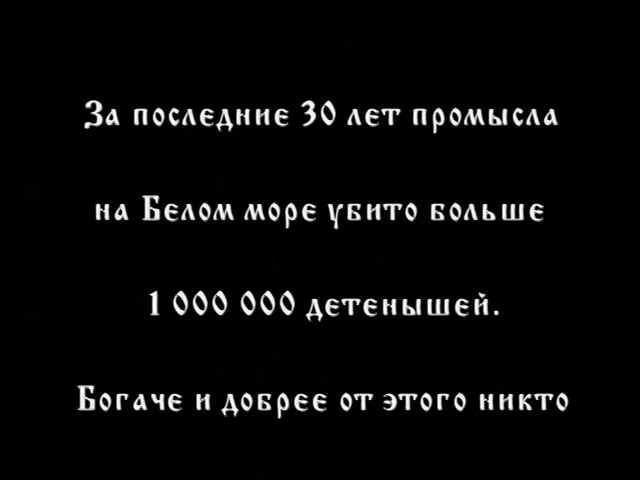 За последние 30 лет промысла
на Белом море убито больше
1 000 000 детенышей.
Богаче и добрее от этого никто